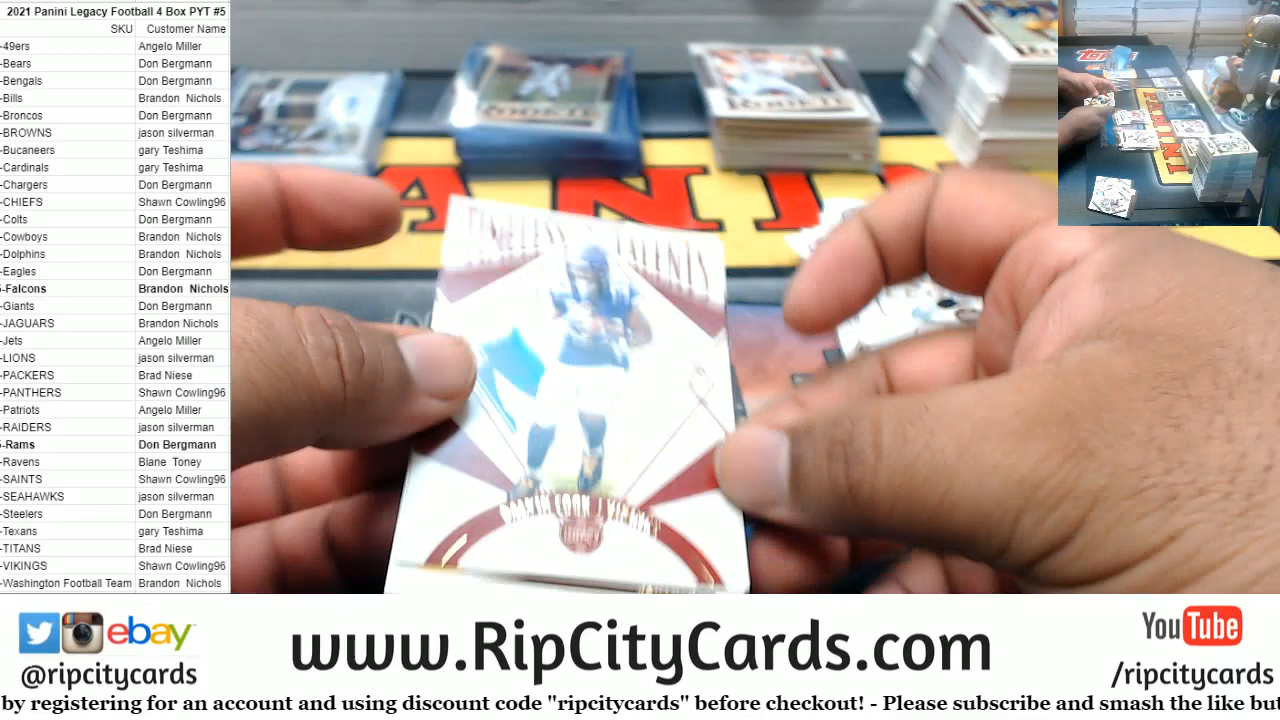 2021 Panini Legacy Football 4 Box PYT #5
SKU Customer Name
-49ers Angelo Miller
-Bears Don Bergmann
-Bengals Don Bergmann
-Bills Brandon Nichols
-Broncos Don Bergmann
-BROWNS jason silverman
-Bucaneers gary Teshima
-Cardinals gary Teshima
-Chargers Don Bergmann
-CHIEFS Shawn Cowling96
-Colts Don Bergmann
-Cowboys Brandon Nichols
-Dolphins Brandon Nichols
-Eagles Don Bergmann
-Falcons Brandon Nichols
-Giants Don Bergmann
-JAGUARS Brandon Nichols
-Jets Angelo Miller
-LIONS jason silverman
-PACKERS Brad Niese
-PANTHERS Shawn Cowling96
-Patriots Angelo Miller
-RAIDERS jason silverman
-Rams Don Bergmann
-Ravens Blane Toney
-SAINTS Shawn Cowling96
-SEAHAWKS jason silverman
-Steelers Don Bergmann
-Texans gary Teshima
-TITANS Brad Niese
-VIKINGS Shawn Cowling96
-Washington Football Team Brandon Nichols
ROOKIE
ROOKIE
ANINI
TIMELESS TALENTS
PANINI
ebay
@ripcitycards
www.RipCityCards.com
YouTube
/ripcitycards
by registering for an account and using discount code "ripcitycards" before checkout! - Please subscribe and smash the like but